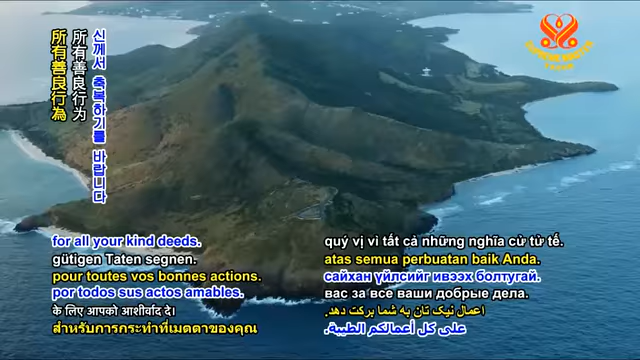 신께서 축복하기를 바랍니다
所有善良行为
所有善良行為
for all your kind deeds.
gütigen Taten segnen.
pour toutes vos bonnes actions.
por todos sus actos amables.
के लिए आपको आशीर्वाद दे।
สำหรับการกระทำที่เมตตาของคุณ
quý vị vì tất cả những nghĩa cử tử tế.
atas semua perbuatan baik Anda.
сайхан үйлсийг ивээх болтугай.
вас за все ваши добрые дела.
اعمال نیک تان به شما برکت دهد.
على كل أعمالكم الطيبة.